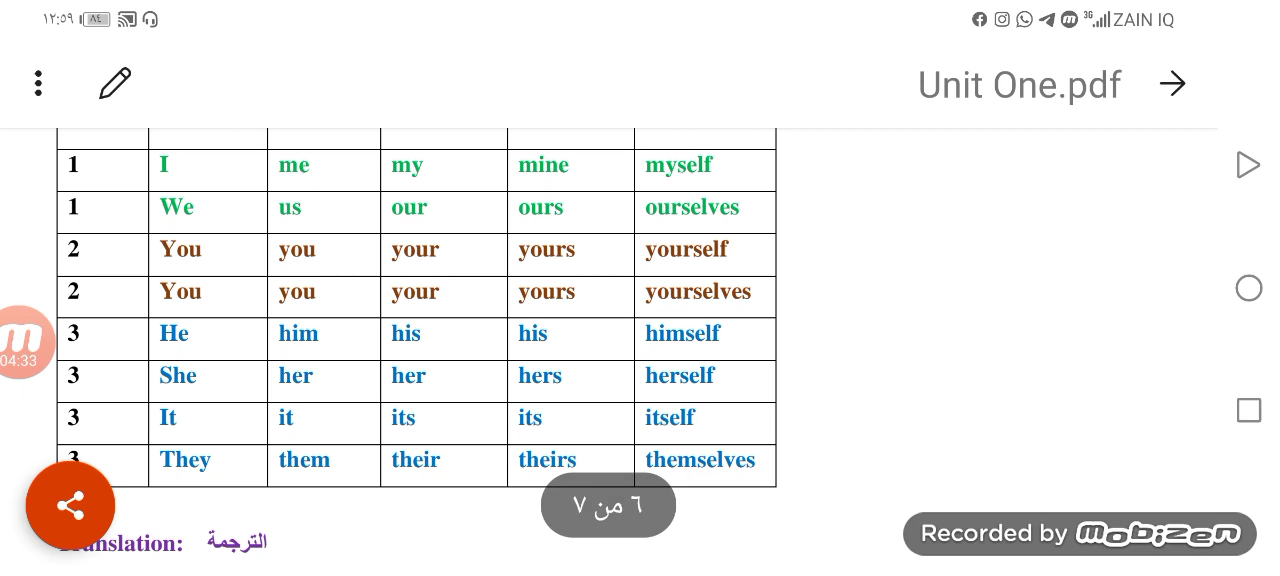 ١٢:٥٩ ٨٤ 3G ZAIN IQ
Unit One.pdf
1 I me my mine myself
1 We us our ours ourselves
2 You you your yours yourself
2 You you your yours yourselves
3 He him his his himself
3 She her her hers herself
3 It it its its itself
3 They them their theirs themselves
04:33
٦ من ٧
Translation: الترجمة
Recorded by mobizen